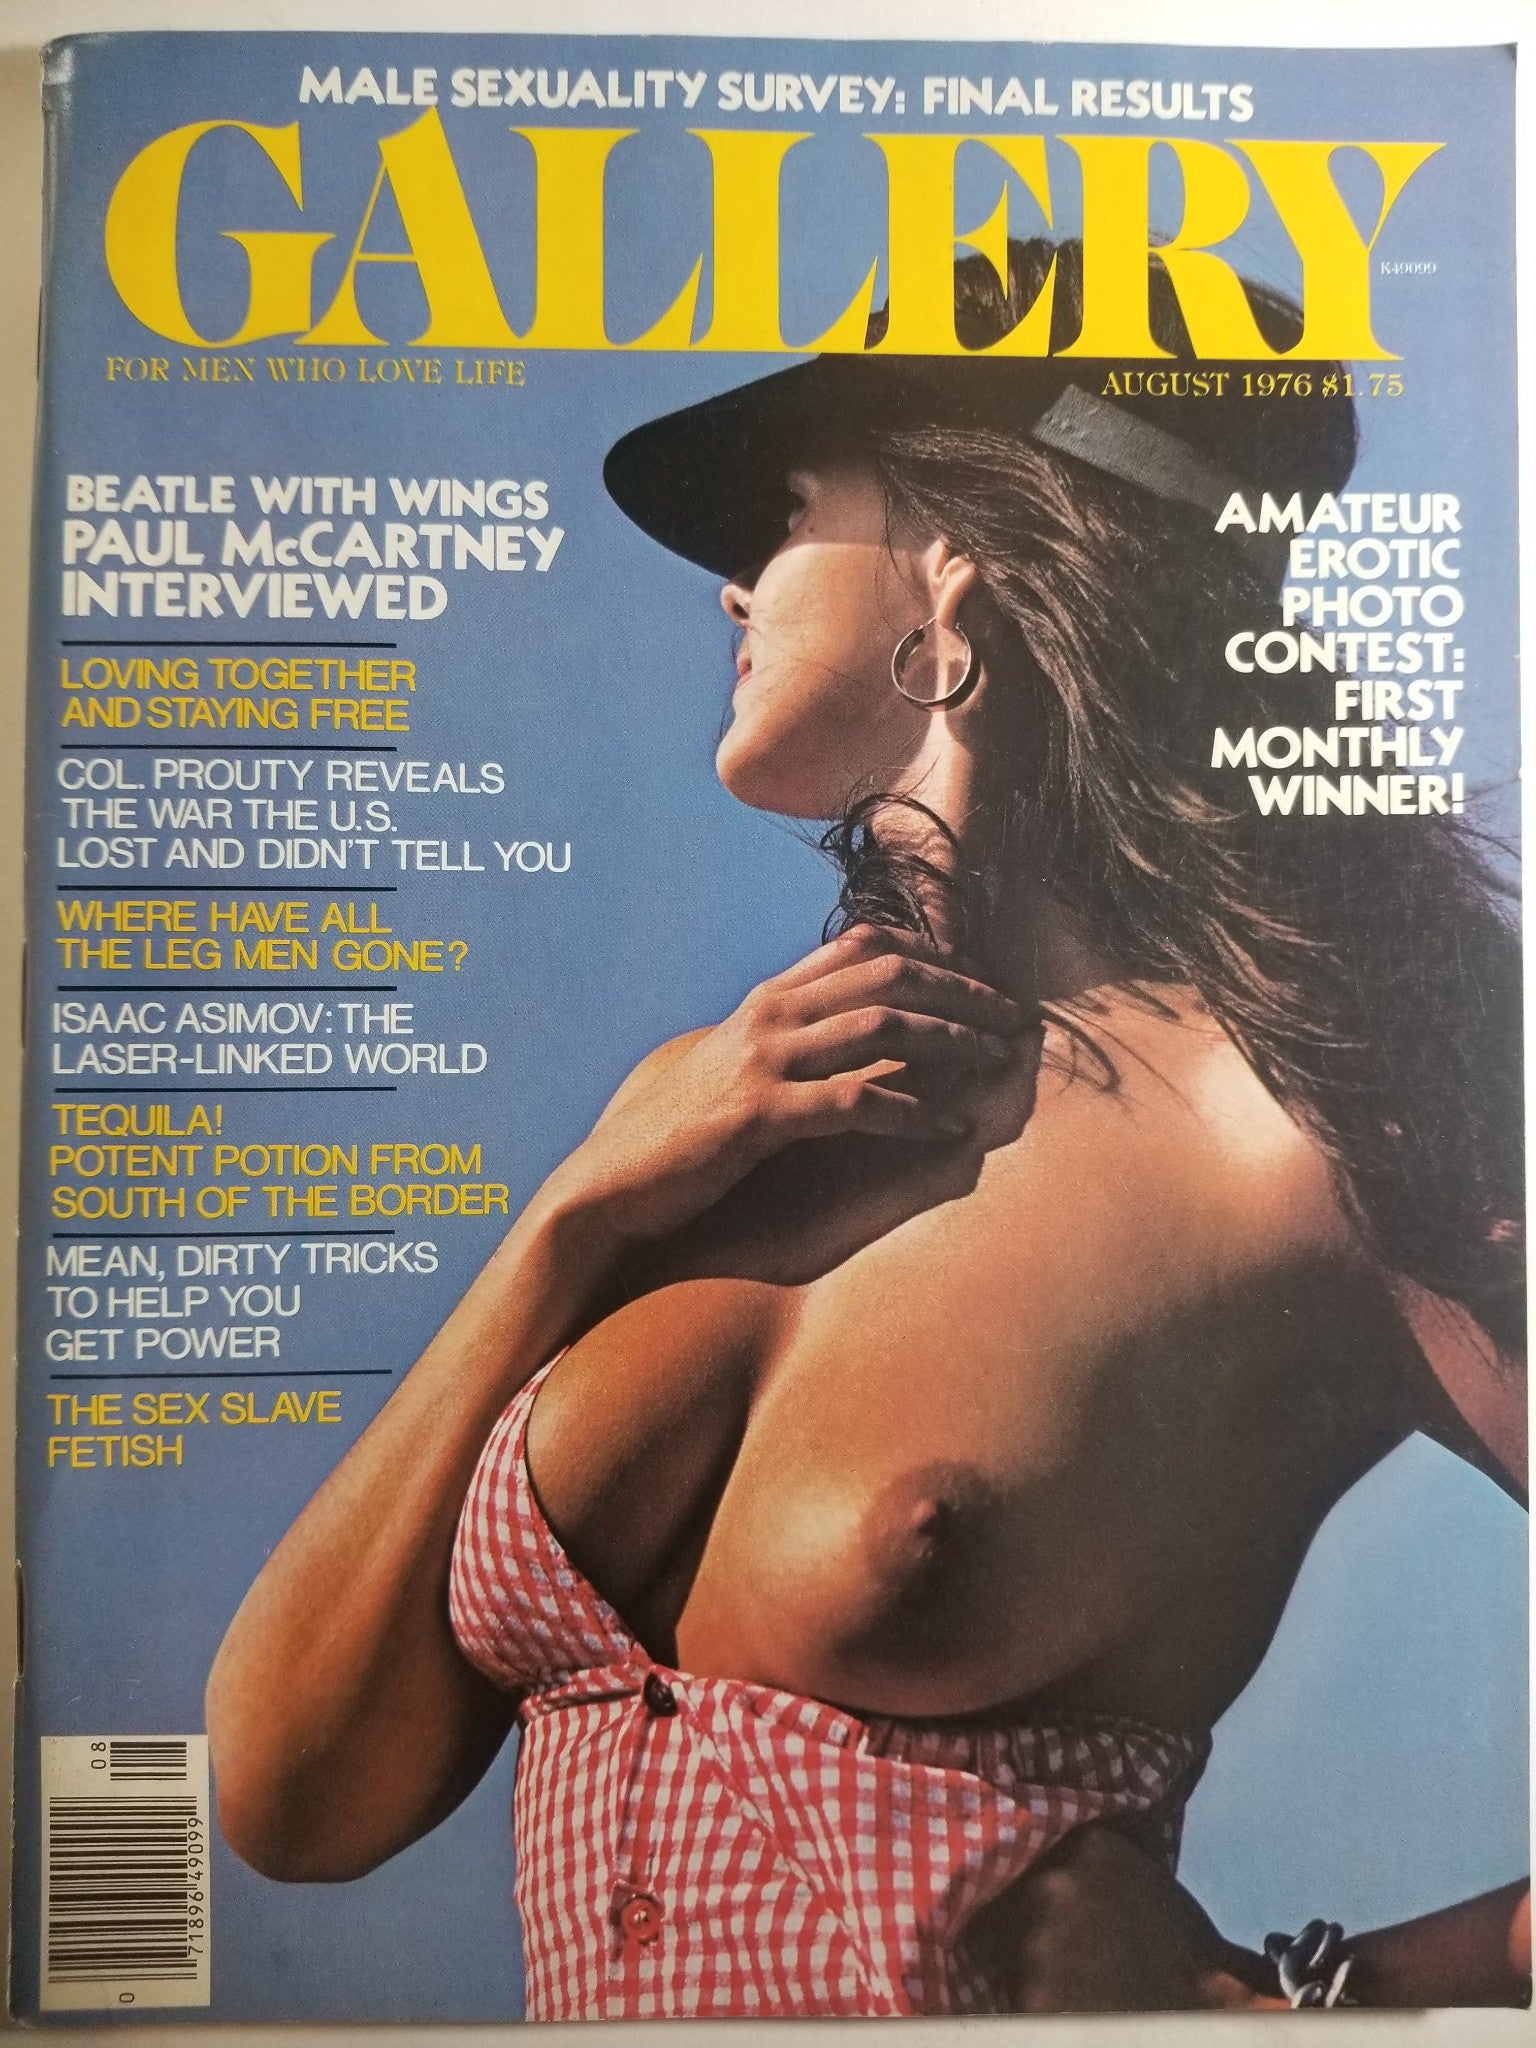 MALE SEXUALITY SURVEY: FINAL RESULTS
GALLERY
K49099
FOR MEN WHO LOVE LIFE
AUGUST 1976 $1.75
BEATLE WITH WINGS
PAUL McCARTNEY
INTERVIEWED
LOVING TOGETHER
AND STAYING FREE
COL. PROUTY REVEALS
THE WAR THE U.S.
LOST AND DIDN'T TELL YOU
WHERE HAVE ALL
THE LEG MEN GONE?
ISAAC ASIMOV: THE
LASER-LINKED WORLD
TEQUILA!
POTENT POTION FROM
SOUTH OF THE BORDER
MEAN, DIRTY TRICKS
TO HELP YOU
GET POWER
THE SEX SLAVE
FETISH
AMATEUR
EROTIC
PHOTO
CONTEST:
FIRST
MONTHLY
WINNER!
08
0
71896 49099